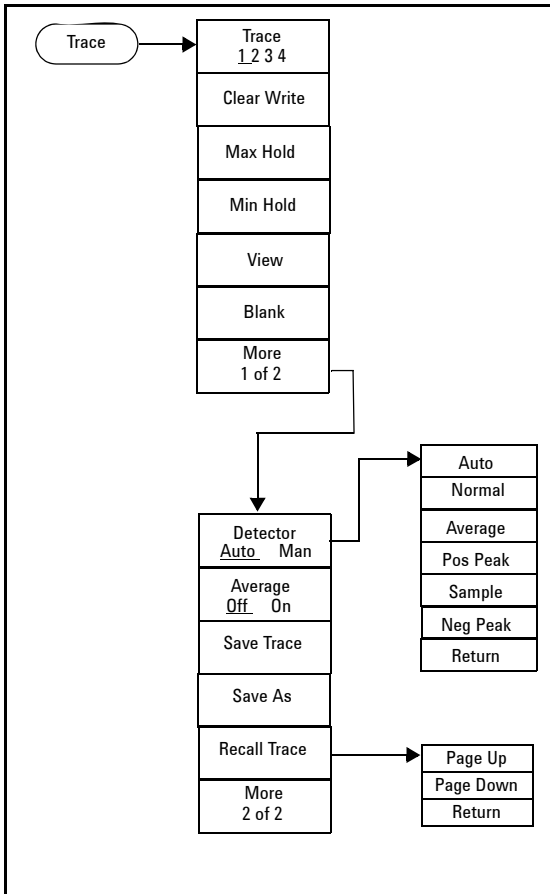 Trace
Trace
1 2 3 4
Clear Write
Max Hold
Min Hold
View
Blank
More
1 of 2
Detector
Auto Man
Average
Off On
Save Trace
Save As
Recall Trace
More
2 of 2
Auto
Normal
Average
Pos Peak
Sample
Neg Peak
Return
Page Up
Page Down
Return